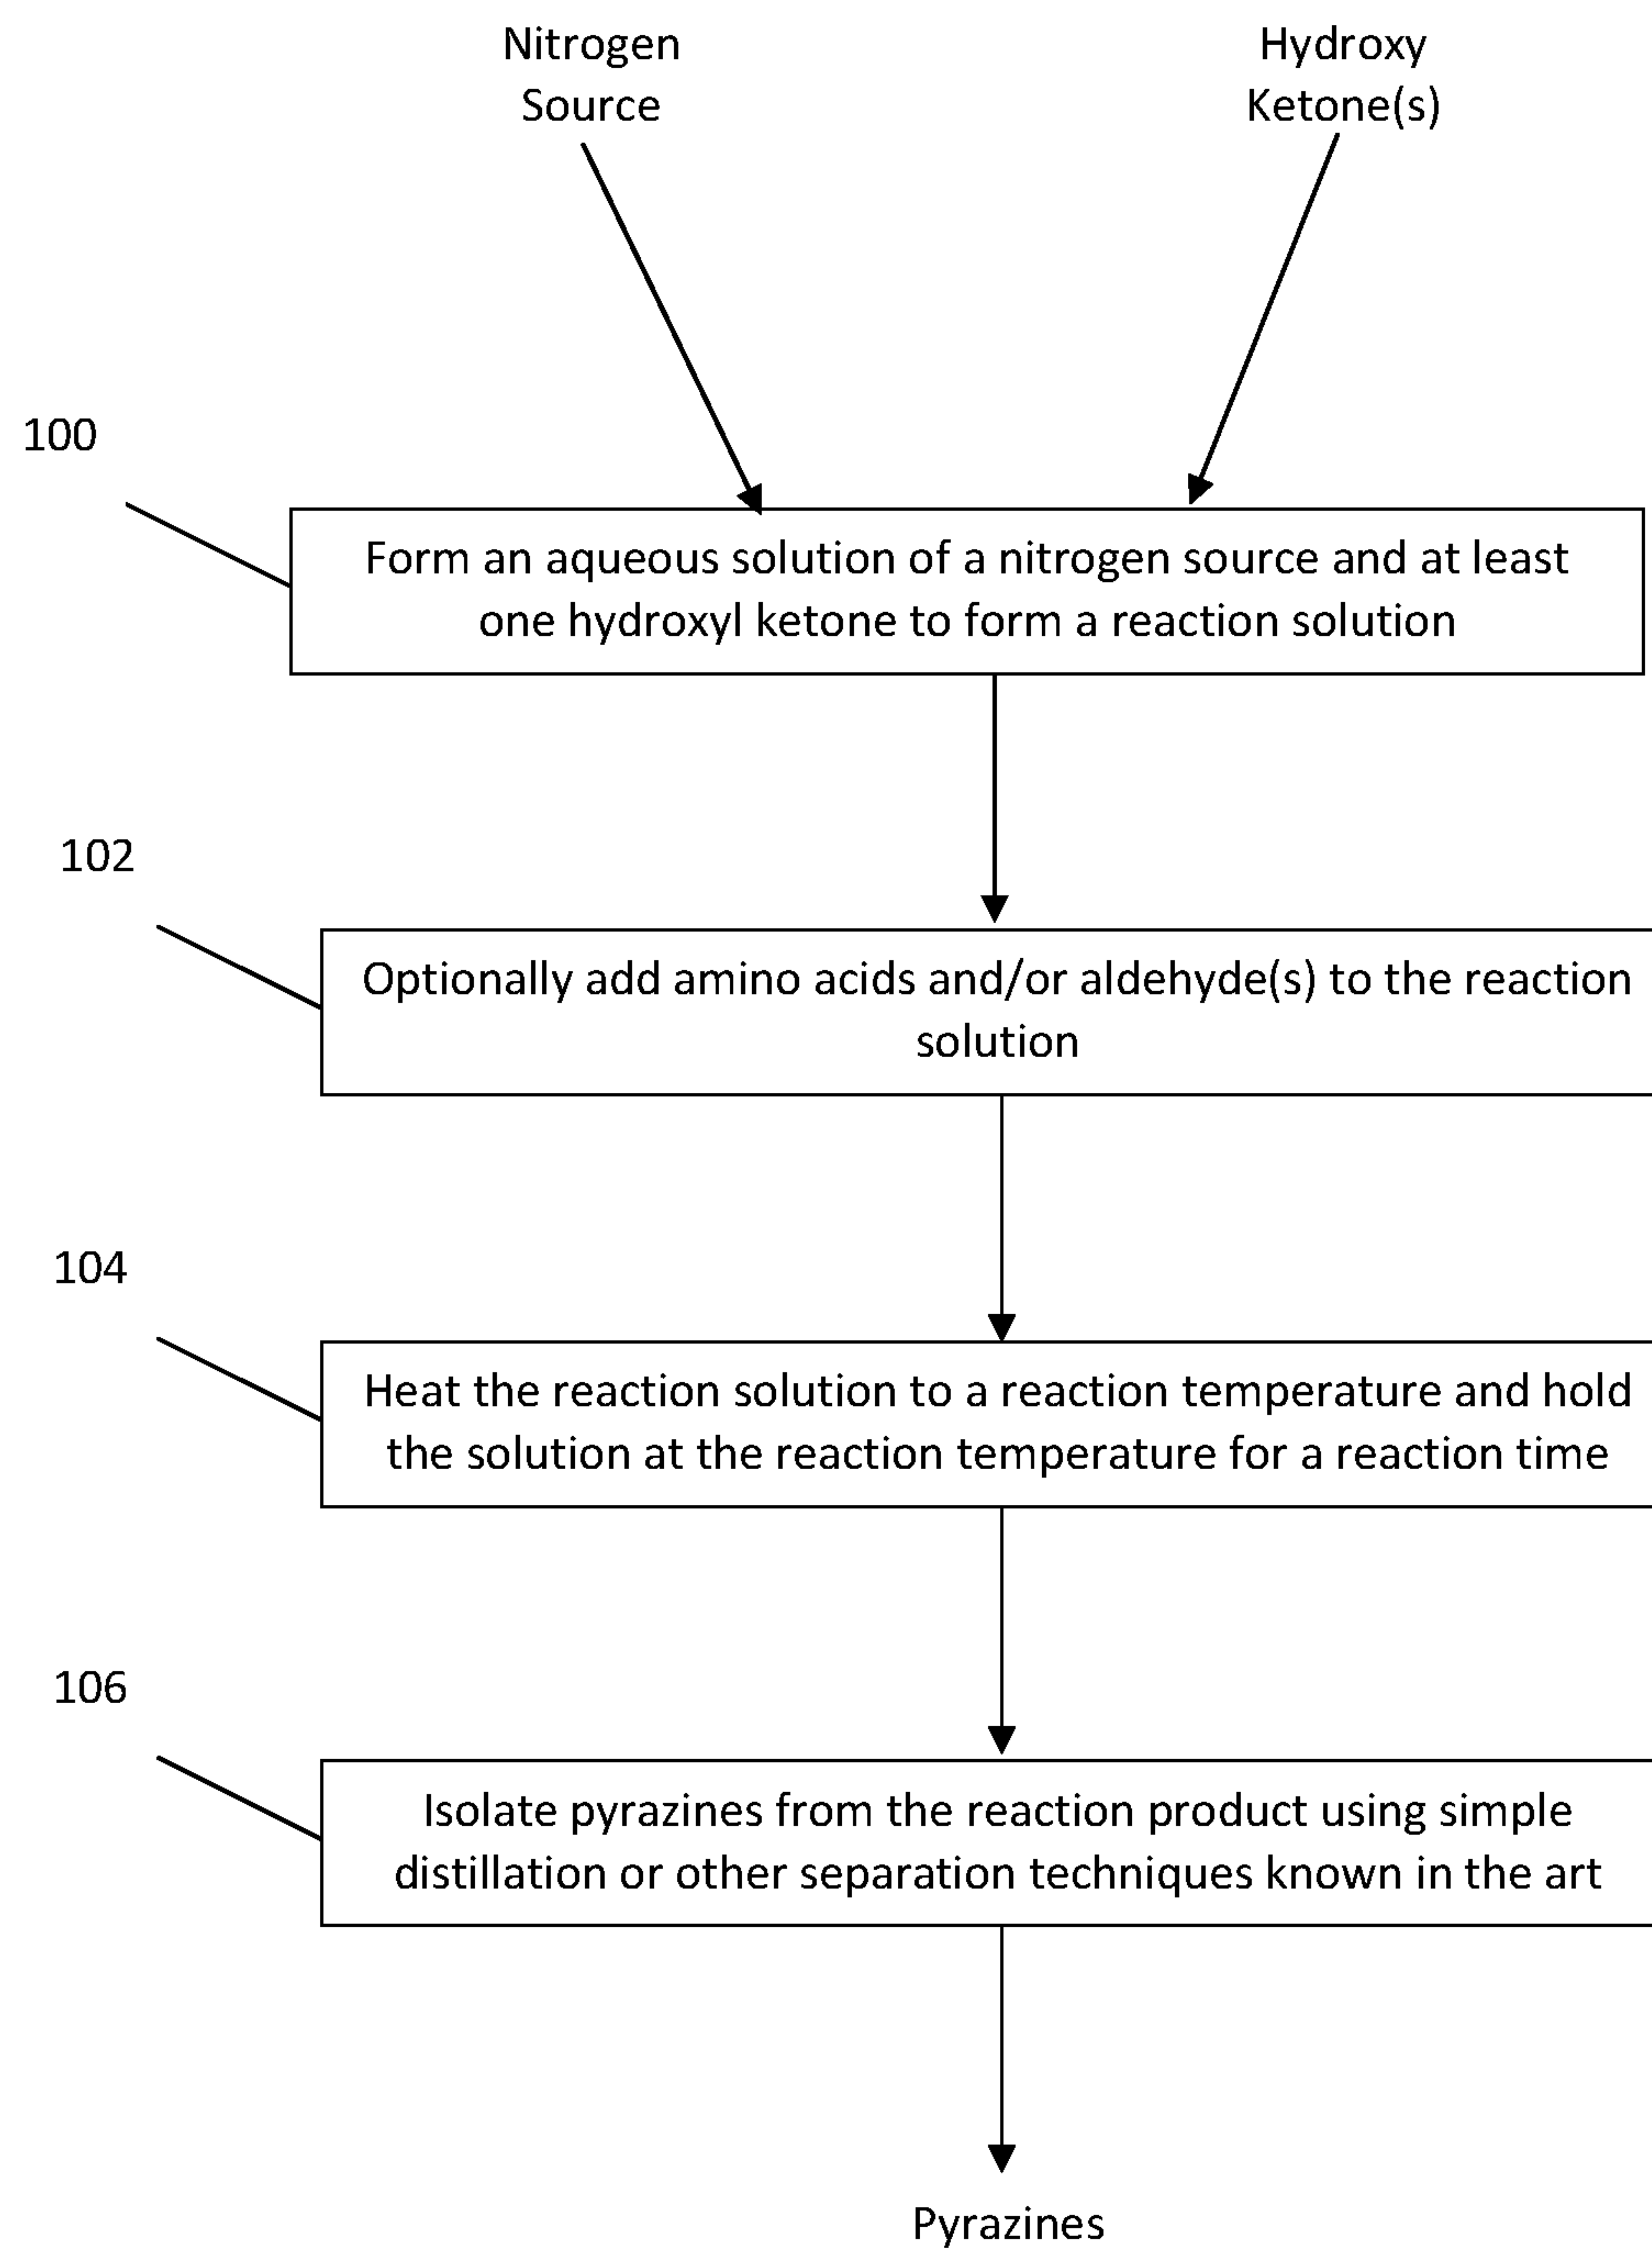 Nitrogen
Source
Hydroxy
Ketone(s)
100
Form an aqueous solution of a nitrogen source and at least
one hydroxyl ketone to form a reaction solution
102
Optionally add amino acids and/or aldehyde(s) to the reaction
solution
104
Heat the reaction solution to a reaction temperature and hold
the solution at the reaction temperature for a reaction time
106
Isolate pyrazines from the reaction product using simple
distillation or other separation techniques known in the art
Pyrazines